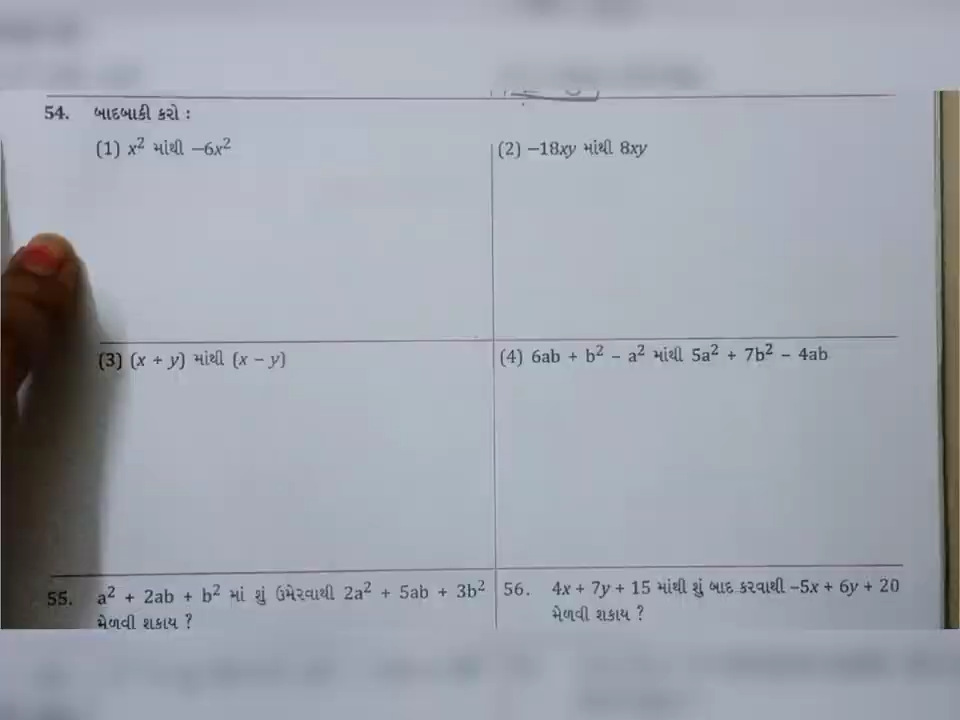 54. બાદબાકી કરો :
(1) x² માંથી −6x²
(2) −18xy માંથી 8xy
(3) (x + y) માંથી (x − y)
(4) 6ab + b² − a² માંથી 5a² + 7b² − 4ab
55. a² + 2ab + b² માં શું ઉમેરવાથી 2a² + 5ab + 3b²
મેળવી શકાય ?
56. 4x + 7y + 15 માંથી શું બાદ કરવાથી −5x + 6y + 20
મેળવી શકાય ?